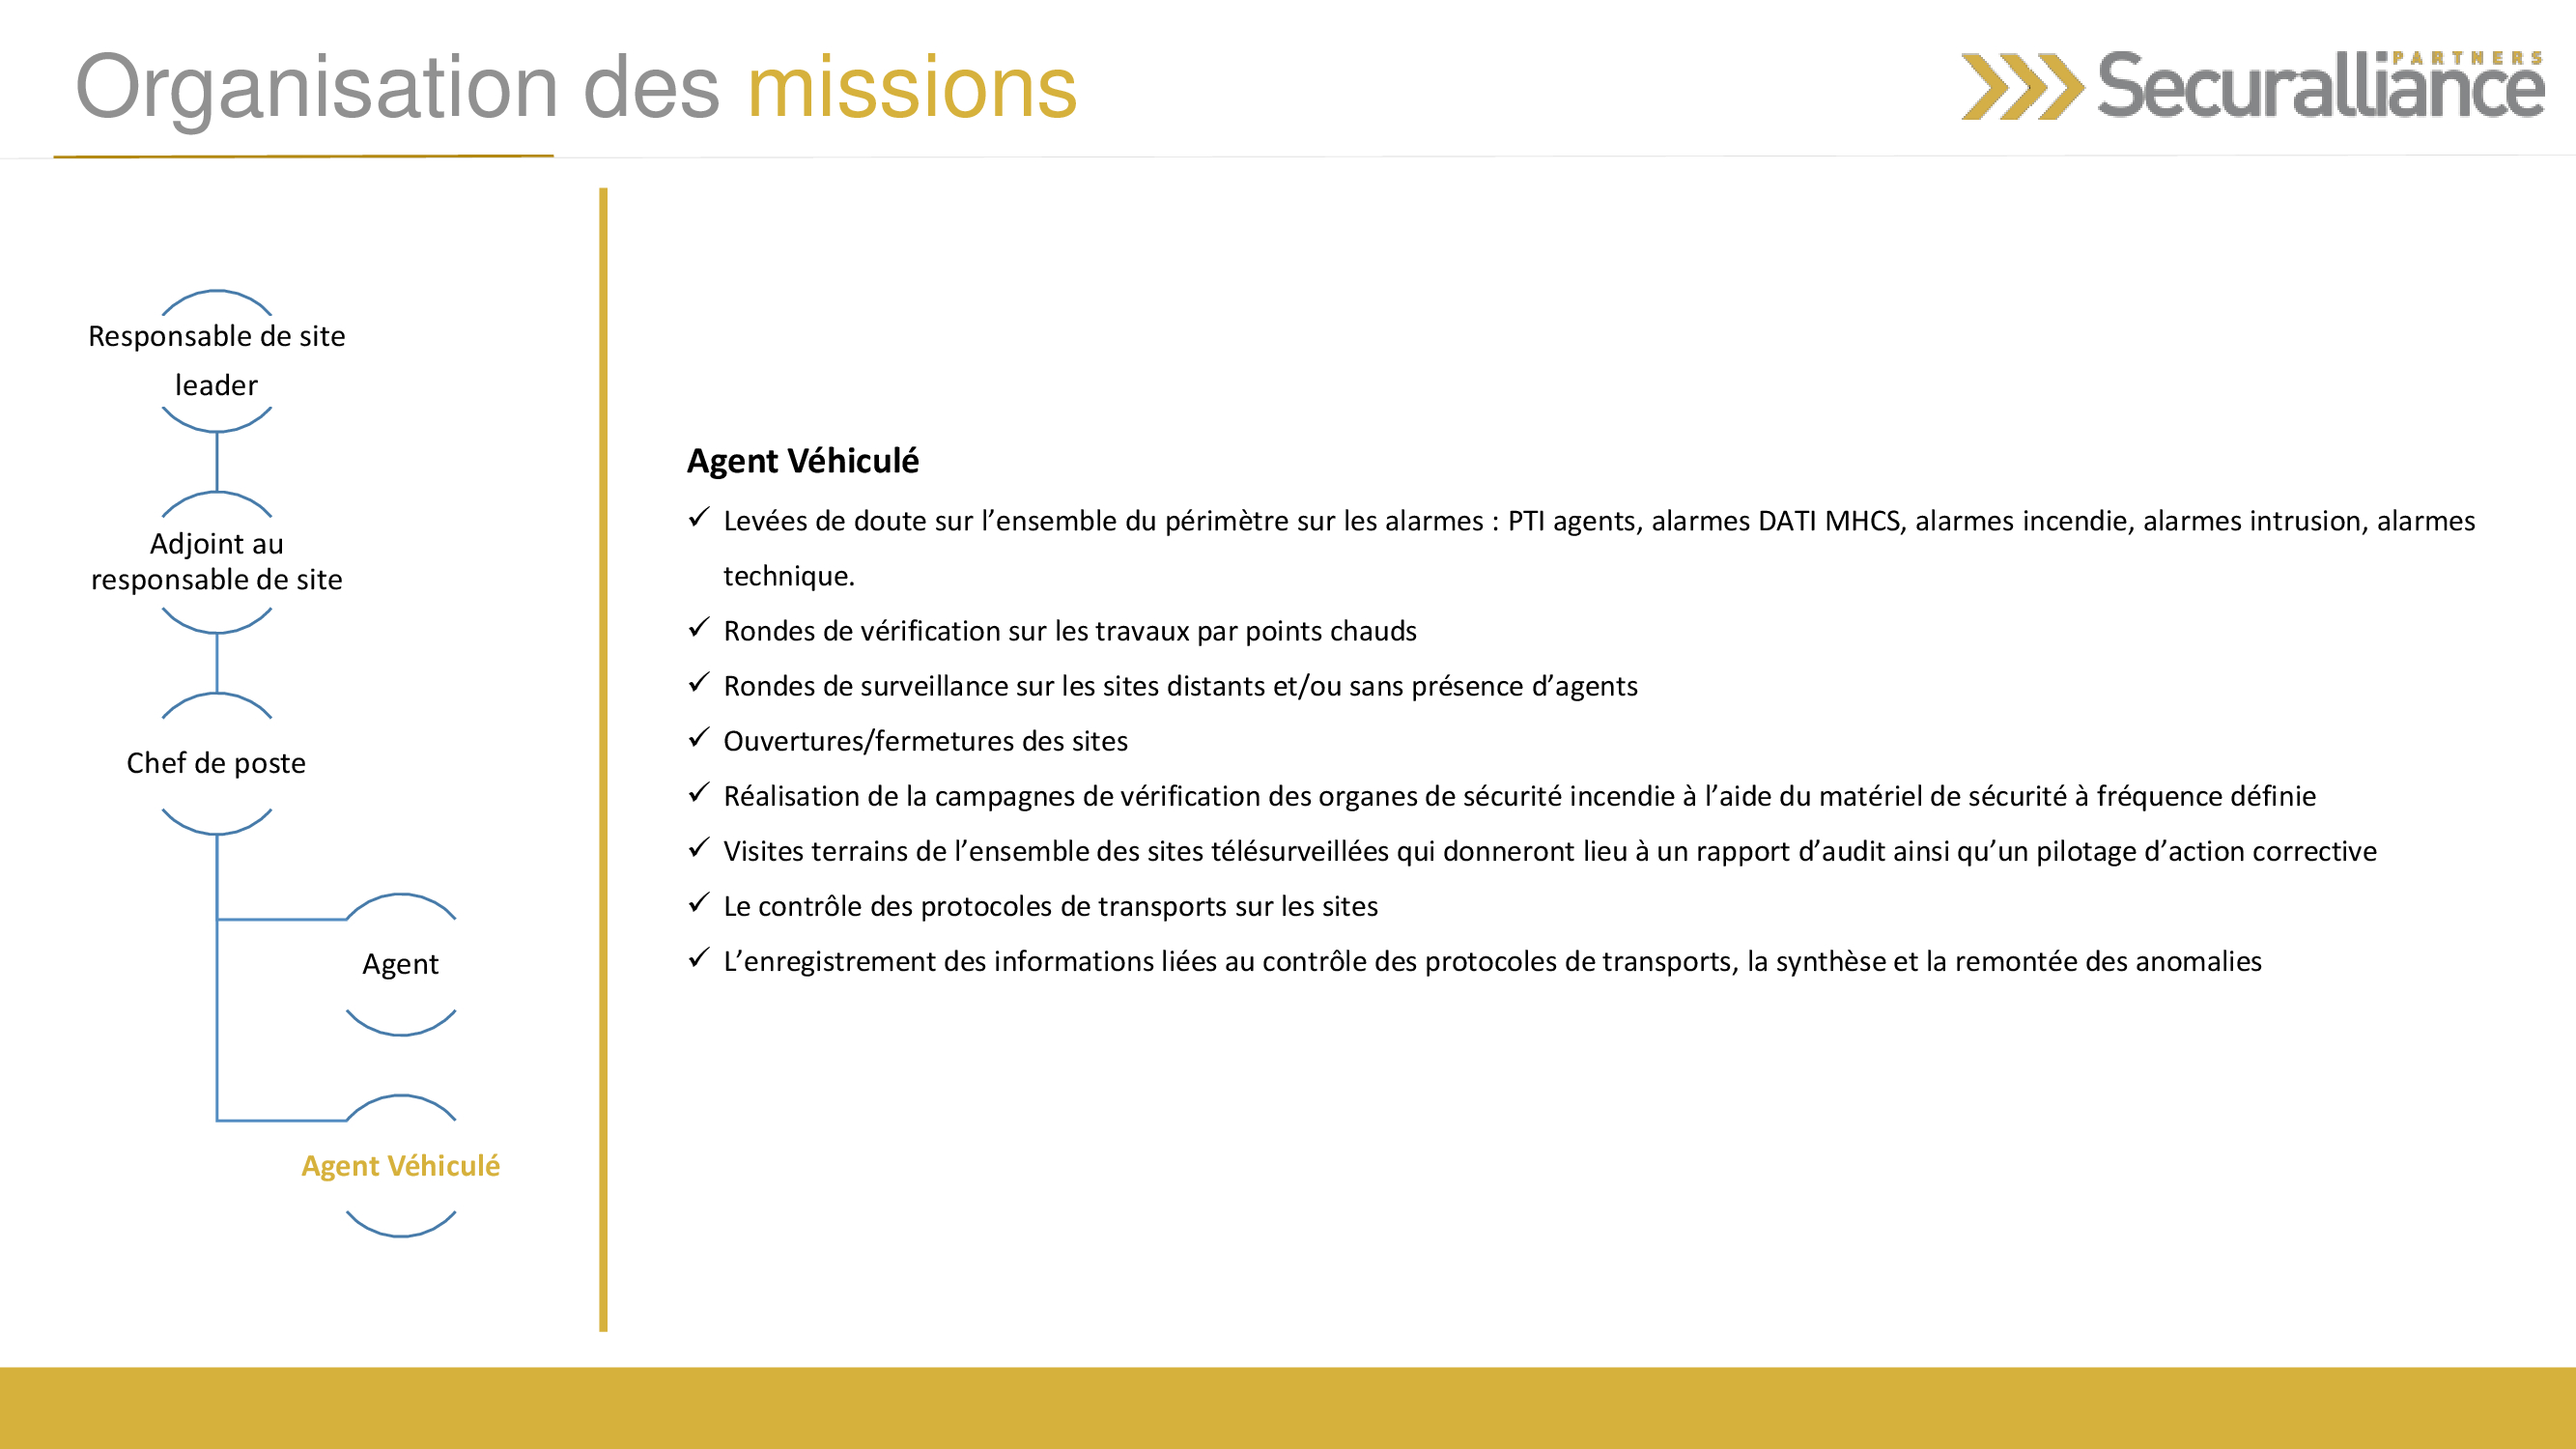 Organisation des missions
PARTNERS
Securalliance
Responsable de site
leader
Adjoint au
responsable de site
Chef de poste
Agent
Agent Véhiculé
Agent Véhiculé
✓ Levées de doute sur l’ensemble du périmètre sur les alarmes : PTI agents, alarmes DATI MHCS, alarmes incendie, alarmes intrusion, alarmes
technique.
✓ Rondes de vérification sur les travaux par points chauds
✓ Rondes de surveillance sur les sites distants et/ou sans présence d’agents
✓ Ouvertures/fermetures des sites
✓ Réalisation de la campagnes de vérification des organes de sécurité incendie à l’aide du matériel de sécurité à fréquence définie
✓ Visites terrains de l’ensemble des sites télésurveillées qui donneront lieu à un rapport d’audit ainsi qu’un pilotage d’action corrective
✓ Le contrôle des protocoles de transports sur les sites
✓ L’enregistrement des informations liées au contrôle des protocoles de transports, la synthèse et la remontée des anomalies